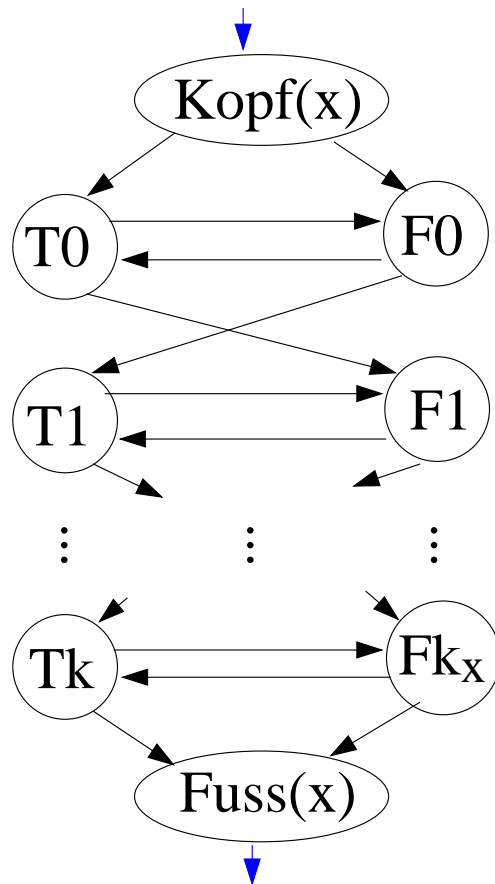 Kopf(x)
T0 F0
T1 F1
⋮ ⋮ ⋮
Tk Fkₓ
Fuss(x)